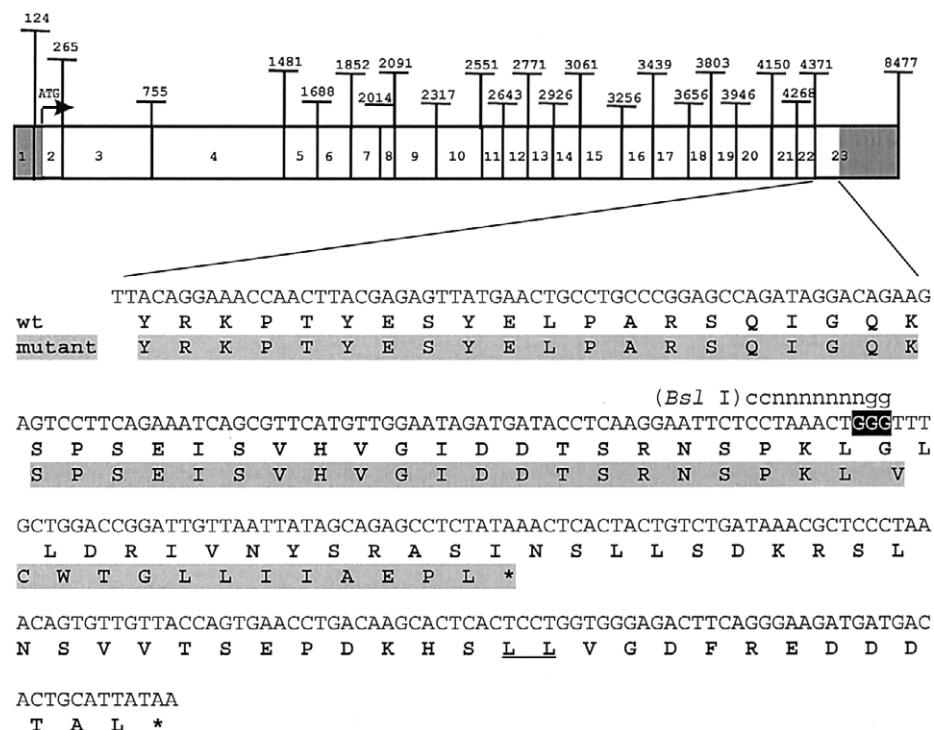 124
265
755
1481
1688
1852
2014
2091
2317
2551
2643
2771
2926
3061
3256
3439
3656
3803
3946
4150
4268
4371
8477
ATG
1 2 3 4 5 6 7 8 9 10 11 12 13 14 15 16 17 18 19 20 21 22 23
TTACAGGAAACCAACTTACGAGAGTTATGAACTGCCTGCCCGGAGCCAGATAGGACAGAAG
wt Y R K P T Y E S Y E L P A R S Q I G Q K
mutant Y R K P T Y E S Y E L P A R S Q I G Q K
(Bsl I)ccnnnnnnngg
AGTCCTTCAGAAATCAGCGTTCATGTTGGAATAGATGATACCTCAAGGAATTCTCCTAAACTGGGTTT
S P S E I S V H V G I D D T S R N S P K L G L
S P S E I S V H V G I D D T S R N S P K L V
GCTGGACCGGATTGTTAATTATAGCAGAGCCTCTATAAACTCACTACTGTCTGATAAACGCTCCCTAA
L D R I V N Y S R A S I N S L L S D K R S L
C W T G L L I I A E P L *
ACAGTGTTGTTACCAGTGAACCTGACAAGCACTCACTCCTGGTGGGAGACTTCAGGGAAGATGATGAC
N S V V T S E P D K H S L L V G D F R E D D D
ACTGCATTATAA
T A L *